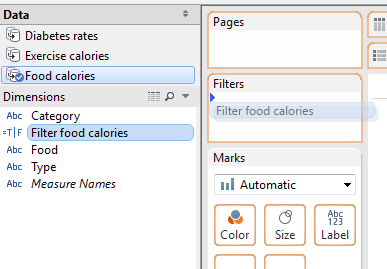 Data
Diabetes rates
Exercise calories
Food calories
Dimensions
Abc Category
=T|F Filter food calories
Abc Food
Abc Type
Abc Measure Names
Pages
Filters
Filter food calories
Marks
Automatic
Color
Size
Abc
123
Label